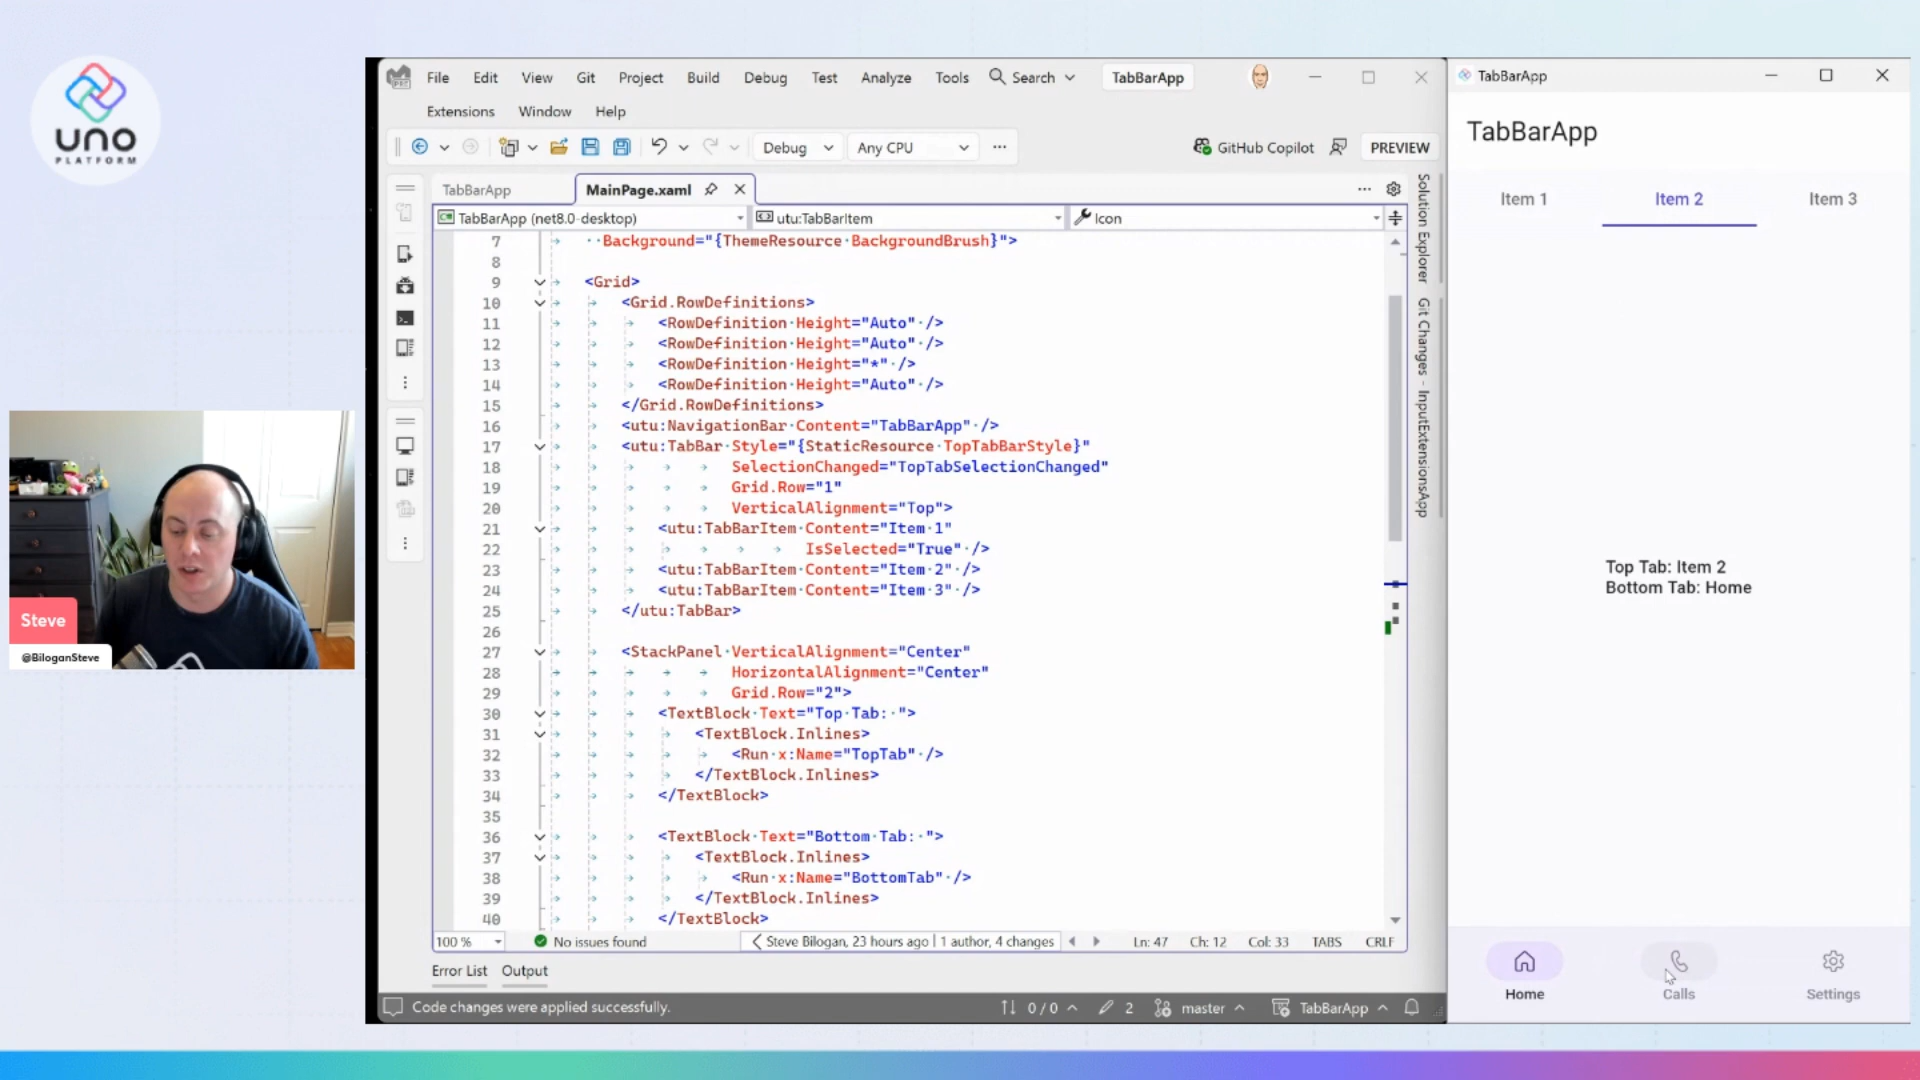 UNO
PLATFORM
File Edit View Git Project Build Debug Test Analyze Tools Search TabBarApp
Extensions Window Help
Debug Any CPU GitHub Copilot PREVIEW
TabBarApp MainPage.xaml
TabBarApp (net8.0-desktop) utu:TabBarItem Icon
7 Background="{ThemeResource BackgroundBrush}">
8
9 <Grid>
10 <Grid.RowDefinitions>
11 <RowDefinition Height="Auto" />
12 <RowDefinition Height="Auto" />
13 <RowDefinition Height="*" />
14 <RowDefinition Height="Auto" />
15 </Grid.RowDefinitions>
16 <utu:NavigationBar Content="TabBarApp" />
17 <utu:TabBar Style="{StaticResource TopTabBarStyle}"
18 SelectionChanged="TopTabSelectionChanged"
19 Grid.Row="1"
20 VerticalAlignment="Top">
21 <utu:TabBarItem Content="Item 1"
22 IsSelected="True" />
23 <utu:TabBarItem Content="Item 2" />
24 <utu:TabBarItem Content="Item 3" />
25 </utu:TabBar>
26
27 <StackPanel VerticalAlignment="Center"
28 HorizontalAlignment="Center"
29 Grid.Row="2">
30 <TextBlock Text="Top Tab: ">
31 <TextBlock.Inlines>
32 <Run x:Name="TopTab" />
33 </TextBlock.Inlines>
34 </TextBlock>
35
36 <TextBlock Text="Bottom Tab: ">
37 <TextBlock.Inlines>
38 <Run x:Name="BottomTab" />
39 </TextBlock.Inlines>
40 </TextBlock>
100 % No issues found Steve Bilogan, 23 hours ago | 1 author, 4 changes Ln: 47 Ch: 12 Col: 33 TABS CRLF
Error List Output
Code changes were applied successfully. 0 / 0 2 master TabBarApp
Solution Explorer
Git Changes - InputExtensionsApp
TabBarApp
TabBarApp
Item 1 Item 2 Item 3
Top Tab: Item 2
Bottom Tab: Home
Home Calls Settings
Steve
@BiloganSteve